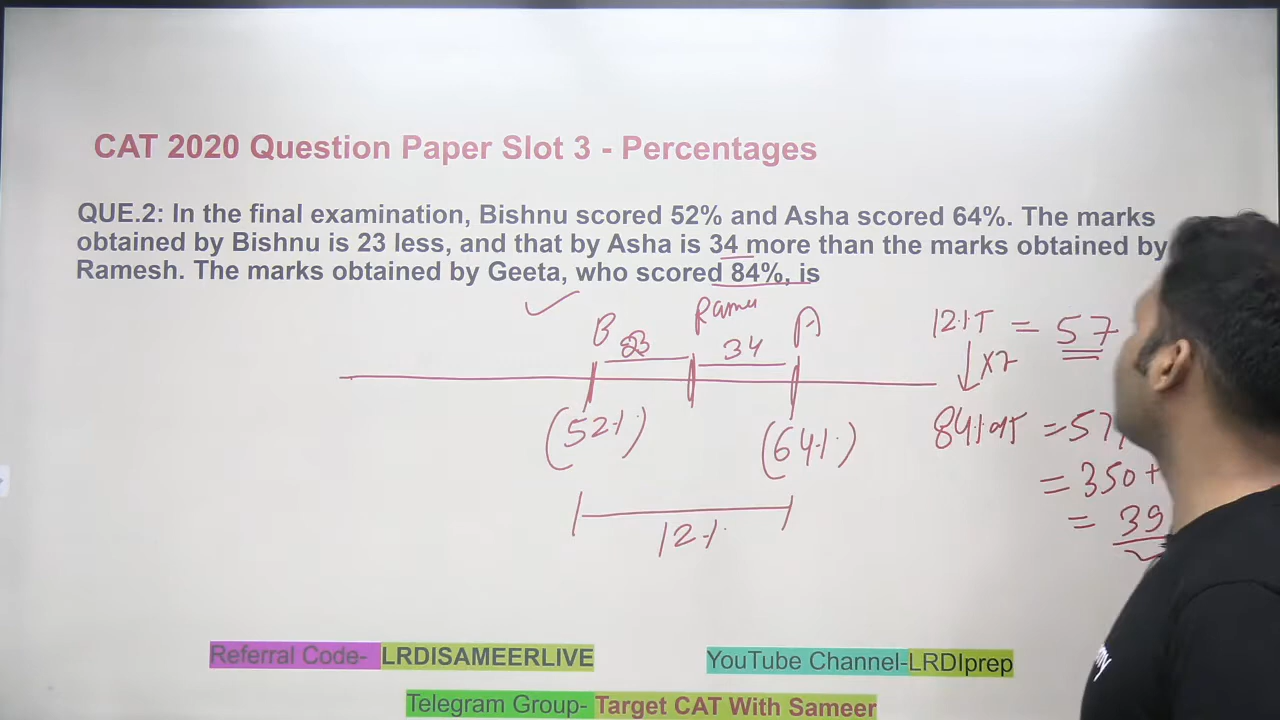 CAT 2020 Question Paper Slot 3 - Percentages
QUE.2: In the final examination, Bishnu scored 52% and Asha scored 64%. The marks
obtained by Bishnu is 23 less, and that by Asha is 34 more than the marks obtained by
Ramesh. The marks obtained by Geeta, who scored 84%, is
B 23 Ramu 34 A
(52%) (64%)
12%
12%T = 57
×7
84% of T = 57
= 350+
= 39
Referral Code- LRDISAMEERLIVE
YouTube Channel-LRDIprep
Telegram Group- Target CAT With Sameer